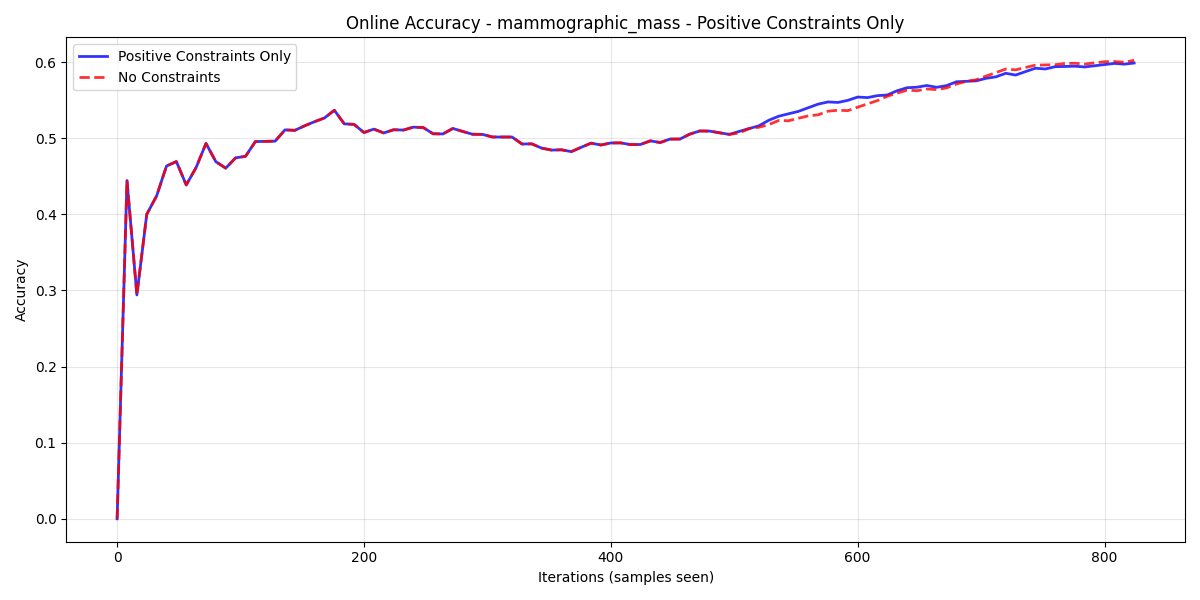 Online Accuracy - mammographic_mass - Positive Constraints Only
Positive Constraints Only
No Constraints
0.6
0.5
0.4
0.3
0.2
0.1
0.0
Accuracy
0
200
400
600
800
Iterations (samples seen)